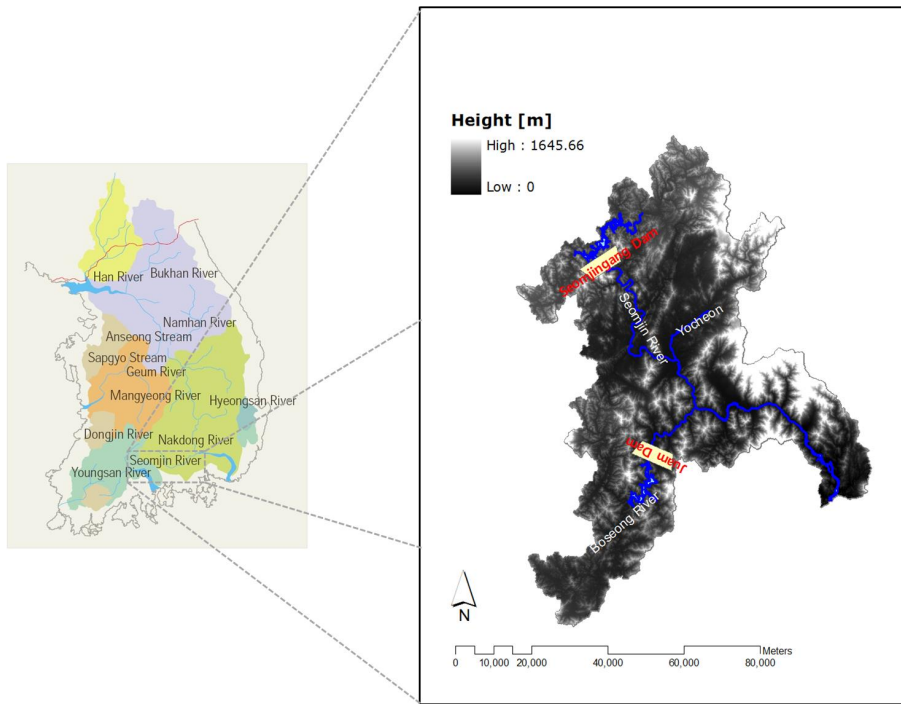 Han River
Bukhan River
Namhan River
Anseong Stream
Sapgyo Stream
Geum River
Mangyeong River
Hyeongsan River
Dongjin River
Nakdong River
Seomjin River
Youngsan River
Height [m]
High : 1645.66
Low : 0
Seomjingang Dam
Seomjin River
Yocheon
Juam Dam
Boseong River
N
Meters
0 10,000 20,000 40,000 60,000 80,000